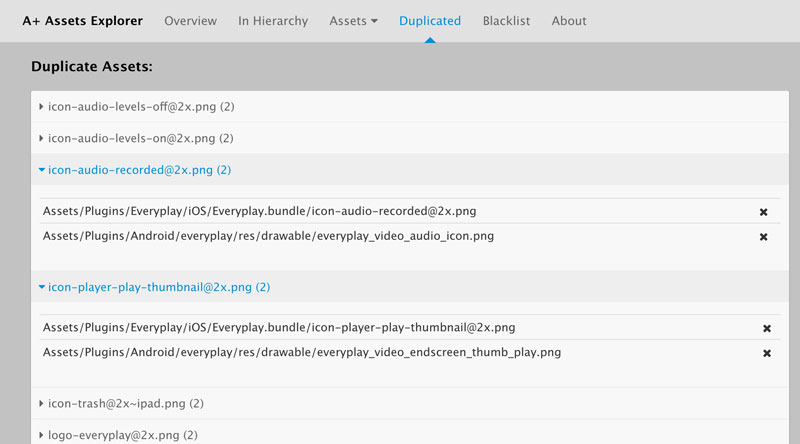 A+ Assets Explorer Overview In Hierarchy Assets Duplicated Blacklist About
Duplicate Assets:
icon-audio-levels-off@2x.png (2)
icon-audio-levels-on@2x.png (2)
icon-audio-recorded@2x.png (2)
Assets/Plugins/Everyplay/iOS/Everyplay.bundle/icon-audio-recorded@2x.png
Assets/Plugins/Android/everyplay/res/drawable/everyplay_video_audio_icon.png
icon-player-play-thumbnail@2x.png (2)
Assets/Plugins/Everyplay/iOS/Everyplay.bundle/icon-player-play-thumbnail@2x.png
Assets/Plugins/Android/everyplay/res/drawable/everyplay_video_endscreen_thumb_play.png
icon-trash@2x~ipad.png (2)
logo-everyplay@2x.png (2)